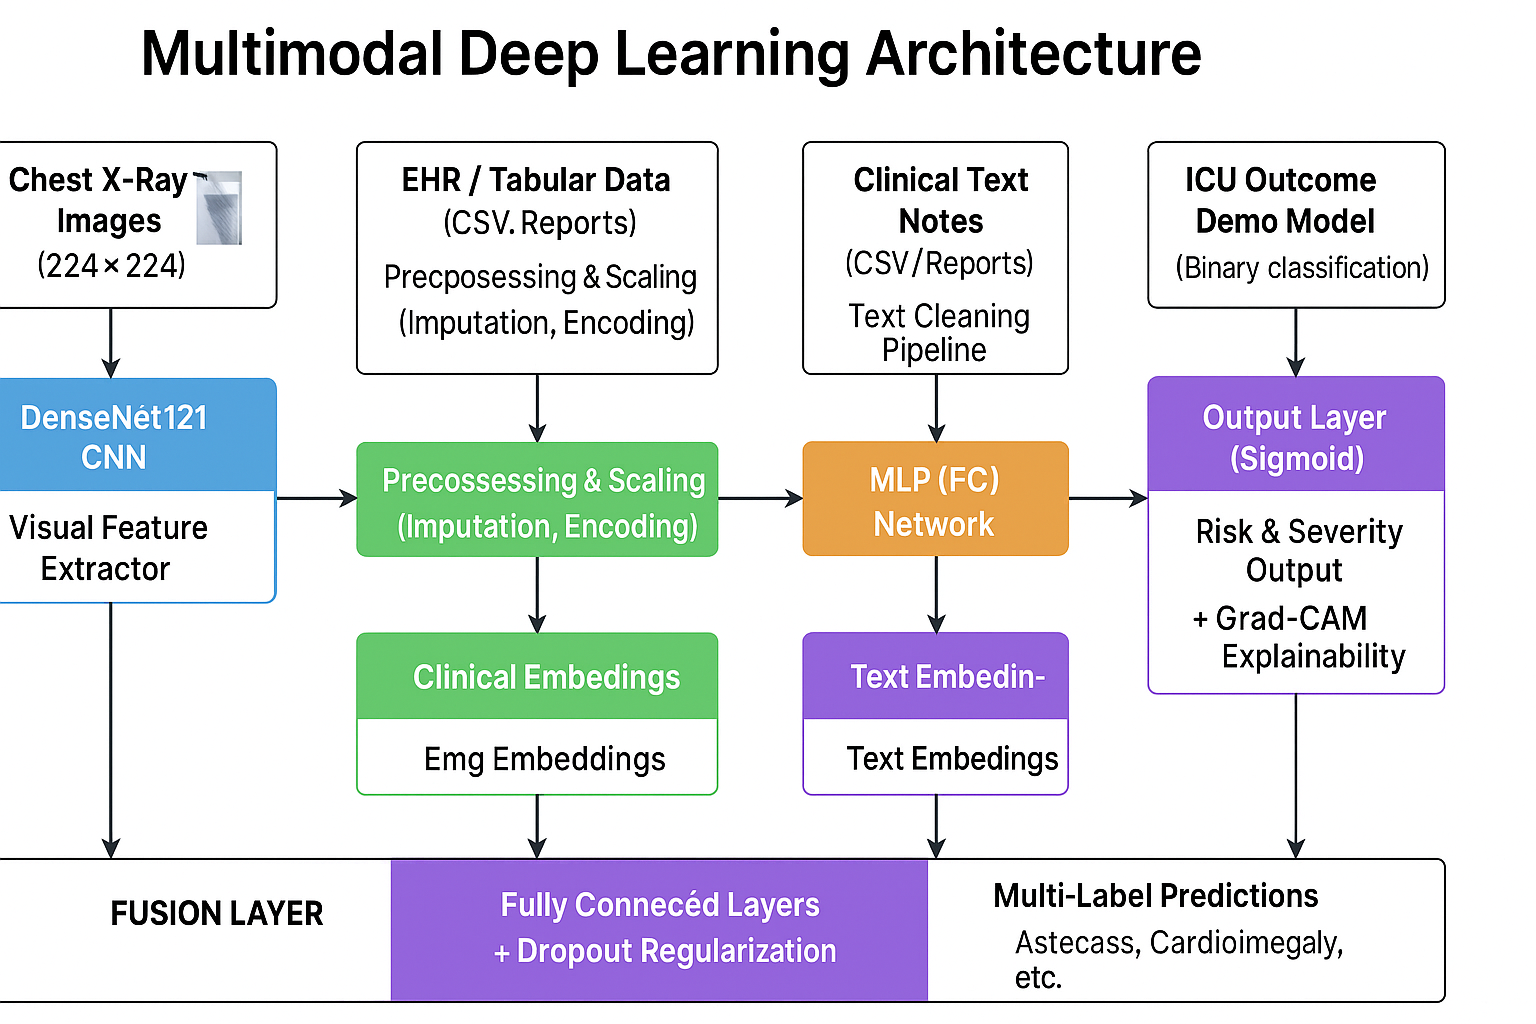 Multimodal Deep Learning Architecture
Chest X-Ray
Images
(224×224)
EHR / Tabular Data
(CSV. Reports)
Precposessing & Scaling
(Imputation, Encoding)
Clinical Text
Notes
(CSV/Reports)
Text Cleaning
Pipeline
ICU Outcome
Demo Model
(Binary classification)
DenseNét121
CNN
Visual Feature
Extractor
Precossessing & Scaling
(Imputation, Encoding)
MLP (FC)
Network
Output Layer
(Sigmoid)
Risk & Severity
Output
+ Grad-CAM
Explainability
Clinical Embedings
Emg Embeddings
Text Embedin-
Text Embedings
FUSION LAYER
Fully Connecéd Layers
+ Dropout Regularization
Multi-Label Predictions
Astecass, Cardioimegaly,
etc.